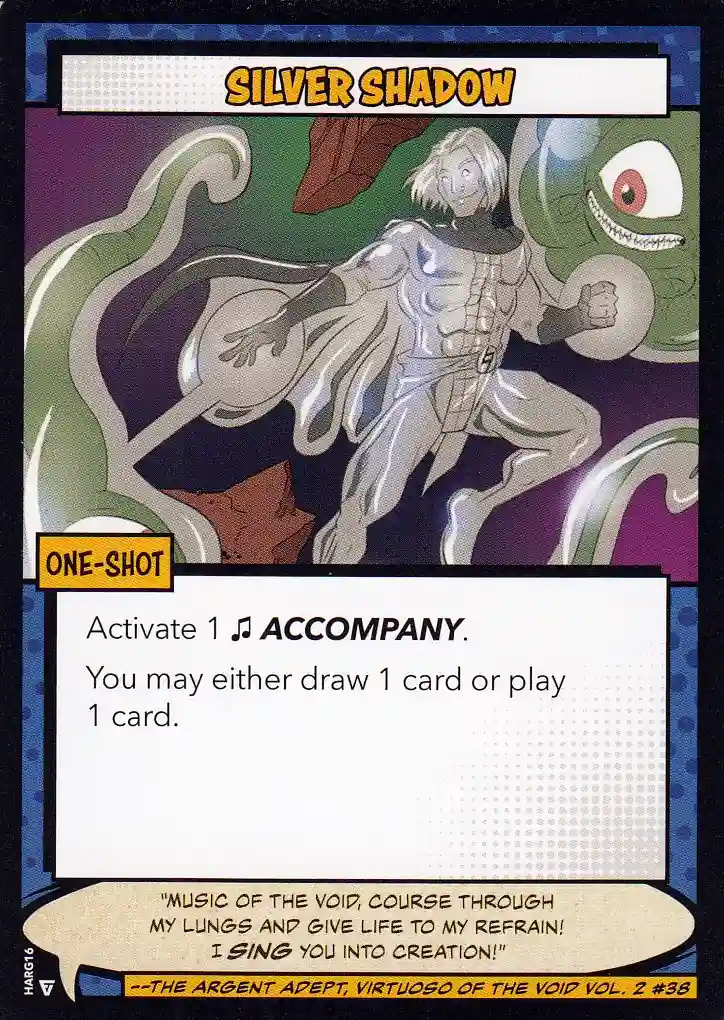 SILVER SHADOW
ONE-SHOT
Activate 1 ♫ ACCOMPANY.
You may either draw 1 card or play
1 card.
"MUSIC OF THE VOID, COURSE THROUGH
MY LUNGS AND GIVE LIFE TO MY REFRAIN!
I SING YOU INTO CREATION!"
--THE ARGENT ADEPT, VIRTUOSO OF THE VOID VOL. 2 #38
HARG16